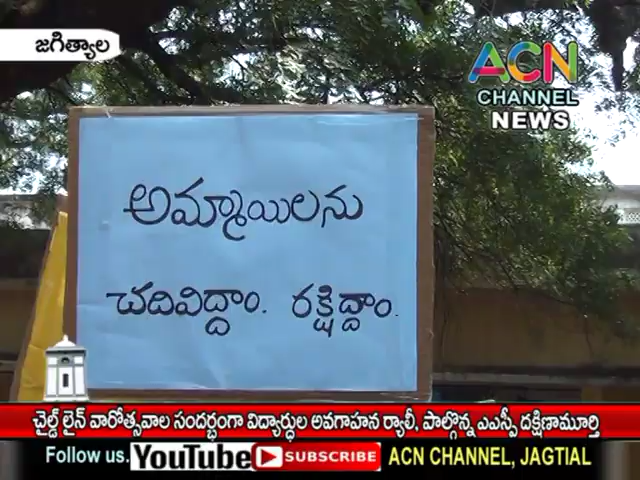 జగిత్యాల
ACN
CHANNEL
NEWS
అమ్మాయిలను
చదివిద్దాం. రక్షిద్దాం.
చైల్డ్ లైన్ వారోత్సవాల సందర్భంగా విద్యార్థుల అవగాహన ర్యాలీ. పాల్గొన్న ఎఎస్పీ దక్షిణామూర్తి
Follow us. YouTube SUBSCRIBE ACN CHANNEL, JAGTIAL